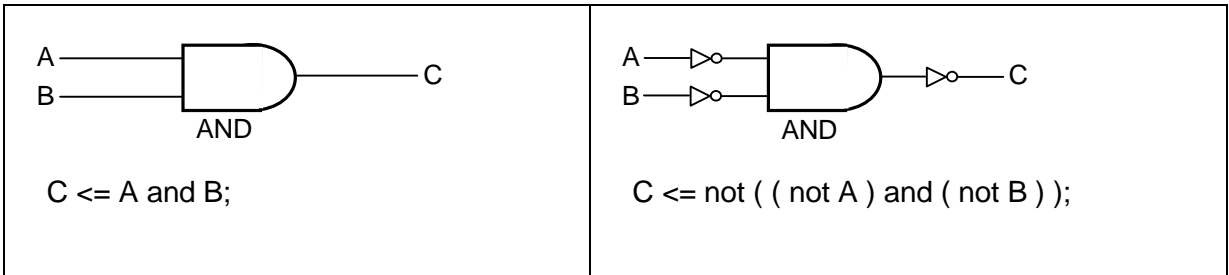 A
B
C
AND
C <= A and B;
A
B
C
AND
C <= not ( ( not A ) and ( not B ) );